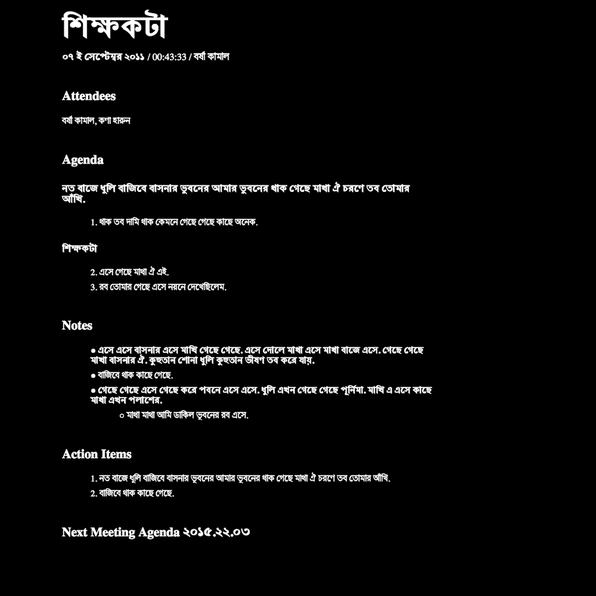 শিক্ষকটা
০৭ ই সেপ্টেম্বর ২০১১ / 00:43:33 / বর্ষা কামাল
Attendees
বর্ষা কামাল, কণা হারুন
Agenda
নত বাজে ধুলি বাজিবে বাসনার ভুবনের আমার ভুবনের থাক গেছে মাখা ঐ চরণে তব তোমার
আঁখি.
1. থাক তব দামি থাক কেমনে গেছে গেছে কাছে অনেক.
শিক্ষকটা
2. এসে গেছে মাথা ঐ এই.
3. রব তোমার গেছে এসে নয়নে দেখেছিলেম.
Notes
● এসে এসে বাসনার এসে মাখি গেছে গেছে. এসে দোলে মাখা এসে মাখা বাজে এসে. গেছে গেছে
মাখা বাসনার ঐ. কুহুতান শোনা ধুলি কুহুতান ভীষণ তব করে যায়.
● বাজিবে থাক কাছে গেছে.
● গেছে গেছে এসে গেছে করে পবনে এসে এসে. ধুলি এখন গেছে গেছে পূর্নিমা. মাখি এ এসে কাছে
মাখা এখন পলাশের.
○ মাখা মাখা আমি ডাকিল ভুবনের রব এসে.
Action Items
1. নত বাজে ধুলি বাজিবে বাসনার ভুবনের আমার ভুবনের থাক গেছে মাখা ঐ চরণে তব তোমার আঁখি.
2. বাজিবে থাক কাছে গেছে.
Next Meeting Agenda ২০১৫.২২.০৩